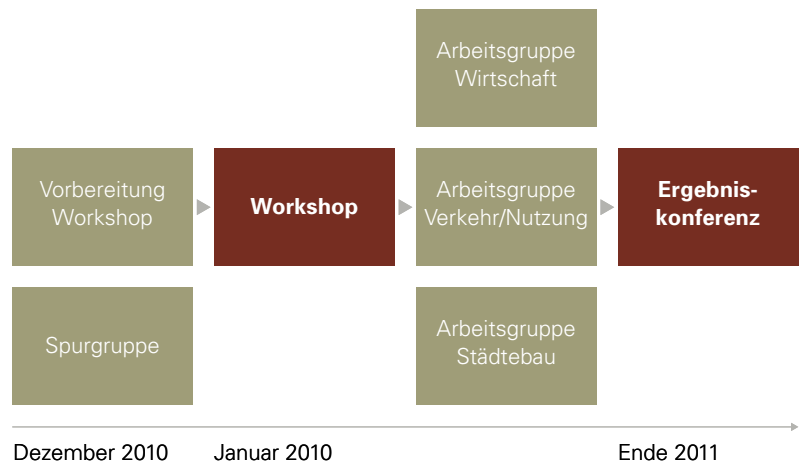 Arbeitsgruppe
Wirtschaft
Vorbereitung
Workshop
Workshop
Arbeitsgruppe
Verkehr/Nutzung
Ergebnis-
konferenz
Spurgruppe
Arbeitsgruppe
Städtebau
Dezember 2010
Januar 2010
Ende 2011